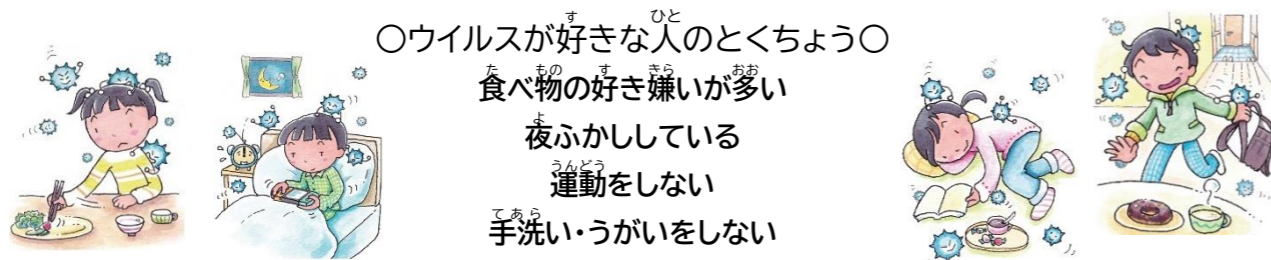 〇ウイルスが好きな人のとくちょう〇
食べ物の好き嫌いが多い
夜ふかししている
運動をしない
手洗い・うがいをしない